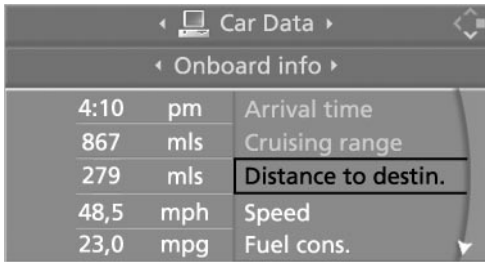 Car Data
Onboard info
4:10 pm Arrival time
867 mls Cruising range
279 mls Distance to destin.
48,5 mph Speed
23,0 mpg Fuel cons.